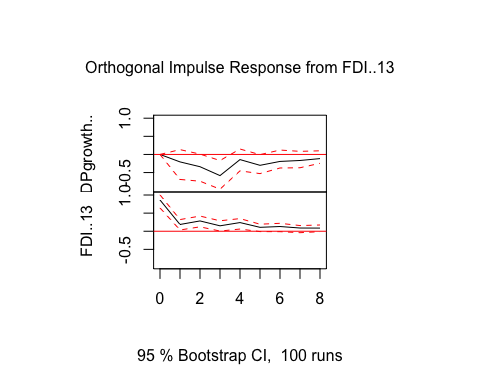 Orthogonal Impulse Response from FDI..13
DPgrowth..
1.0
-0.5
FDI..13
1.0
-0.5
0 2 4 6 8
95 % Bootstrap CI, 100 runs